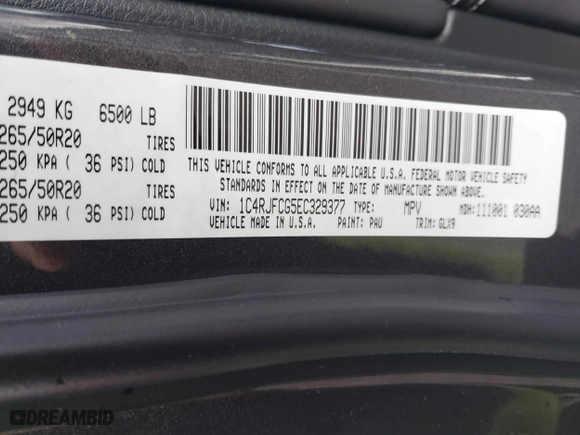 2949 KG 6500 LB
265/50R20 TIRES
250 KPA ( 36 PSI) COLD
265/50R20 TIRES
250 KPA ( 36 PSI) COLD
THIS VEHICLE CONFORMS TO ALL APPLICABLE U.S.A. FEDERAL MOTOR VEHICLE SAFETY
STANDARDS IN EFFECT ON THE DATE OF MANUFACTURE SHOWN ABOVE.
VIN: 1C4RJFCG5EC329377 TYPE: MPV MDH: 111001 030AA
VEHICLE MADE IN U.S.A. PAINT: PAU TRIM: GLX9
DREAMBID